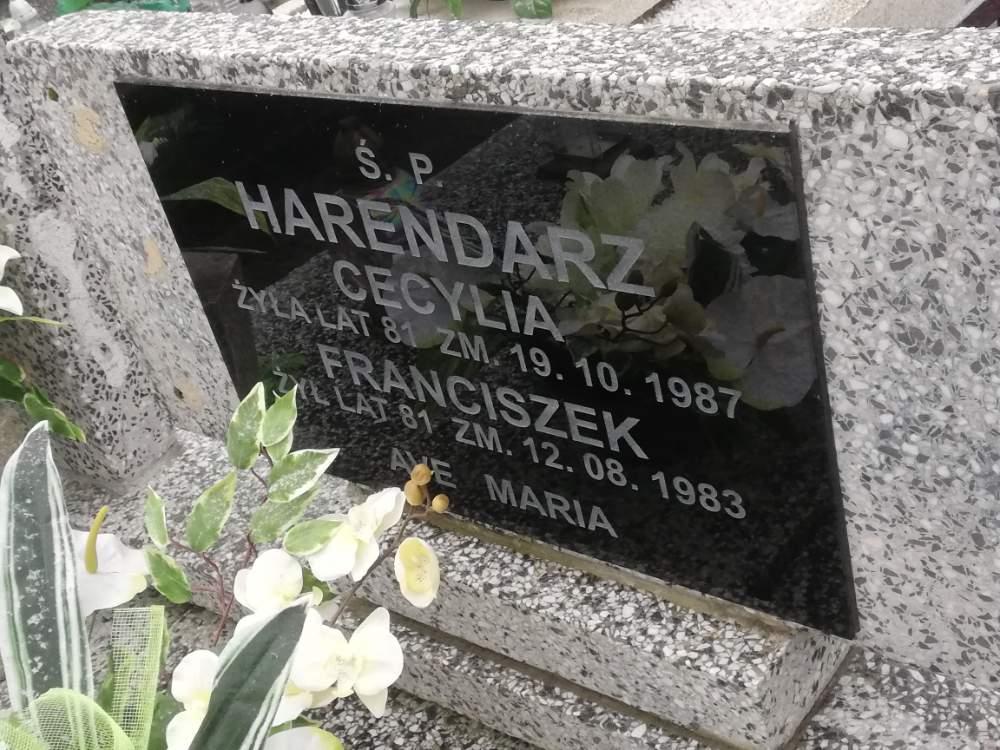 Ś. P.
HARENDARZ
CECYLIA
ŻYŁA LAT 81 ZM. 19. 10. 1987
FRANCISZEK
ŻYŁ LAT 81 ZM. 12. 08. 1983
AVE MARIA